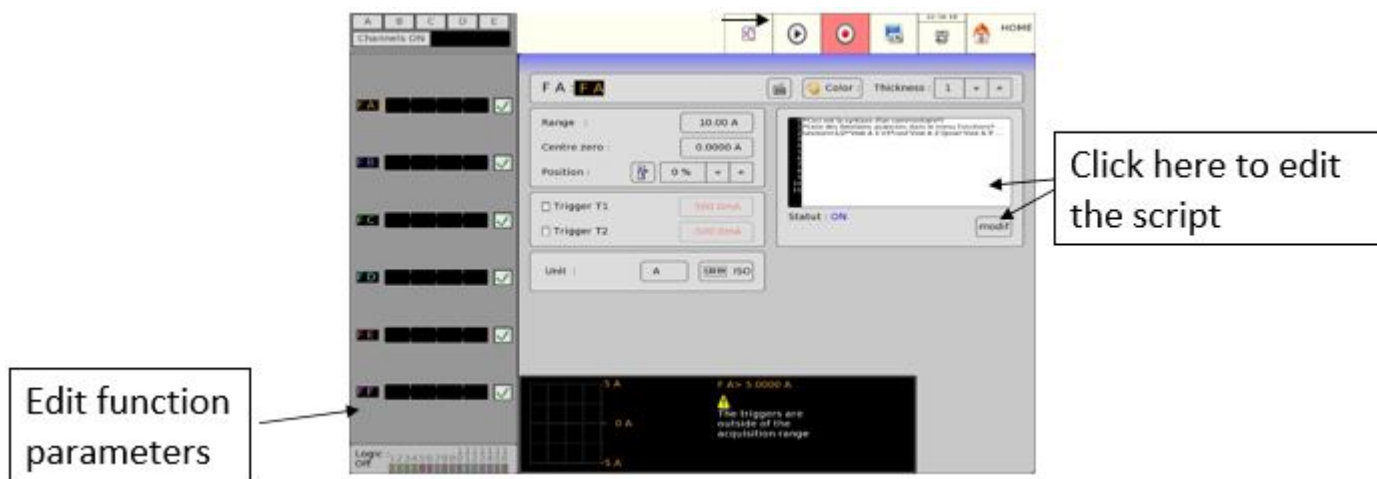 A B C D E
Channels ON
HOME
F A : F A
Color
Thickness : 1
Range : 10.00 A
Centre zero : 0.0000 A
Position : 0 %
Trigger T1
Trigger T2
Unit : A ISO
Statut : ON
modif
Click here to edit
the script
F A
F B
F C
F D
F E
F F
Edit function
parameters
5 A
0 A
-5 A
F A> 5.0000 A
The triggers are
outside of the
acquisition range
Logic
Off